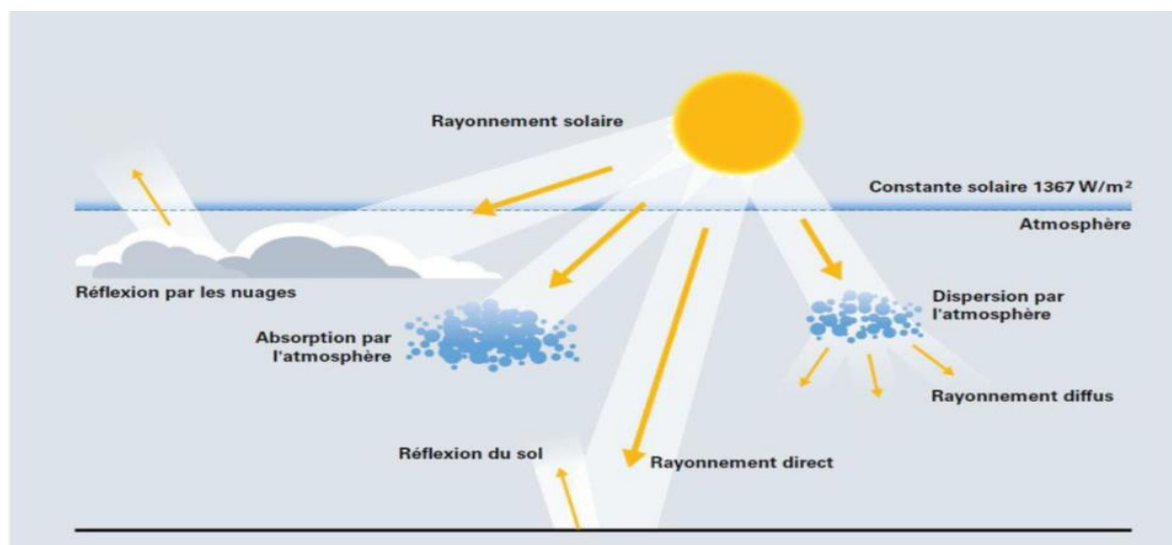 Rayonnement solaire
Constante solaire 1367 W/m²
Atmosphère
Réflexion par les nuages
Dispersion par
l'atmosphère
Absorption par
l'atmosphère
Rayonnement diffus
Réflexion du sol
Rayonnement direct